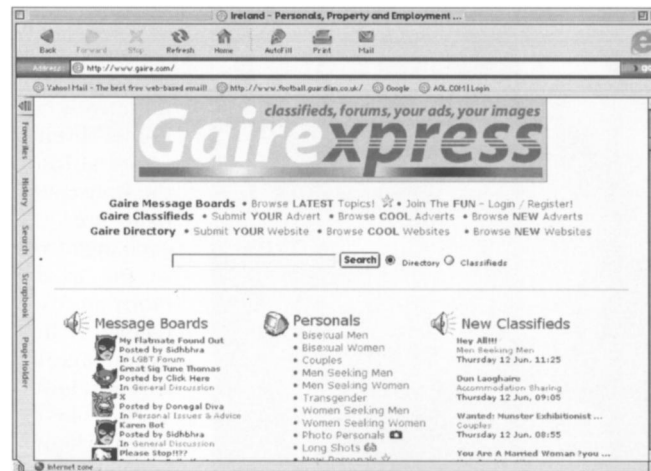 Ireland - Personals, Property and Employment ...
Back Forward Stop Refresh Home AutoFill Print Mail
Address: http://www.gaire.com/ go
Yahoo! Mail - The best free web-based email! http://www.football.guardian.co.uk/ Google AOL.COM | Login
Favorites
History
Search
Scrapbook
Page Holder
classifieds, forums, your ads, your images
Gairexpress
Gaire Message Boards • Browse LATEST Topics! • Join The FUN - Login / Register!
Gaire Classifieds • Submit YOUR Advert • Browse COOL Adverts • Browse NEW Adverts
Gaire Directory • Submit YOUR Website • Browse COOL Websites • Browse NEW Websites
Search Directory Classifieds
Message Boards
My Flatmate Found Out
Posted by Sidhbhra
In LGBT Forum
Great Sig Tune Thomas
Posted by Click Here
In General Discussion
X
Posted by Donegal Diva
In Personal Issues & Advice
Karen Bot
Posted by Sidhbhra
In General Discussion
Please Stop!!??
Personals
• Bisexual Men
• Bisexual Women
• Couples
• Men Seeking Men
• Men Seeking Women
• Transgender
• Women Seeking Men
• Women Seeking Women
• Photo Personals
• Long Shots
• New Personals
New Classifieds
Hey All!!!
Men Seeking Men
Thursday 12 Jun. 11:25
Dun Laoghaire
Accommodation Sharing
Thursday 12 Jun, 09:05
Wanted: Munster Exhibitionist ...
Couples
Thursday 12 Jun. 08:55
You Are A Married Woman ?you ...
Internet zone